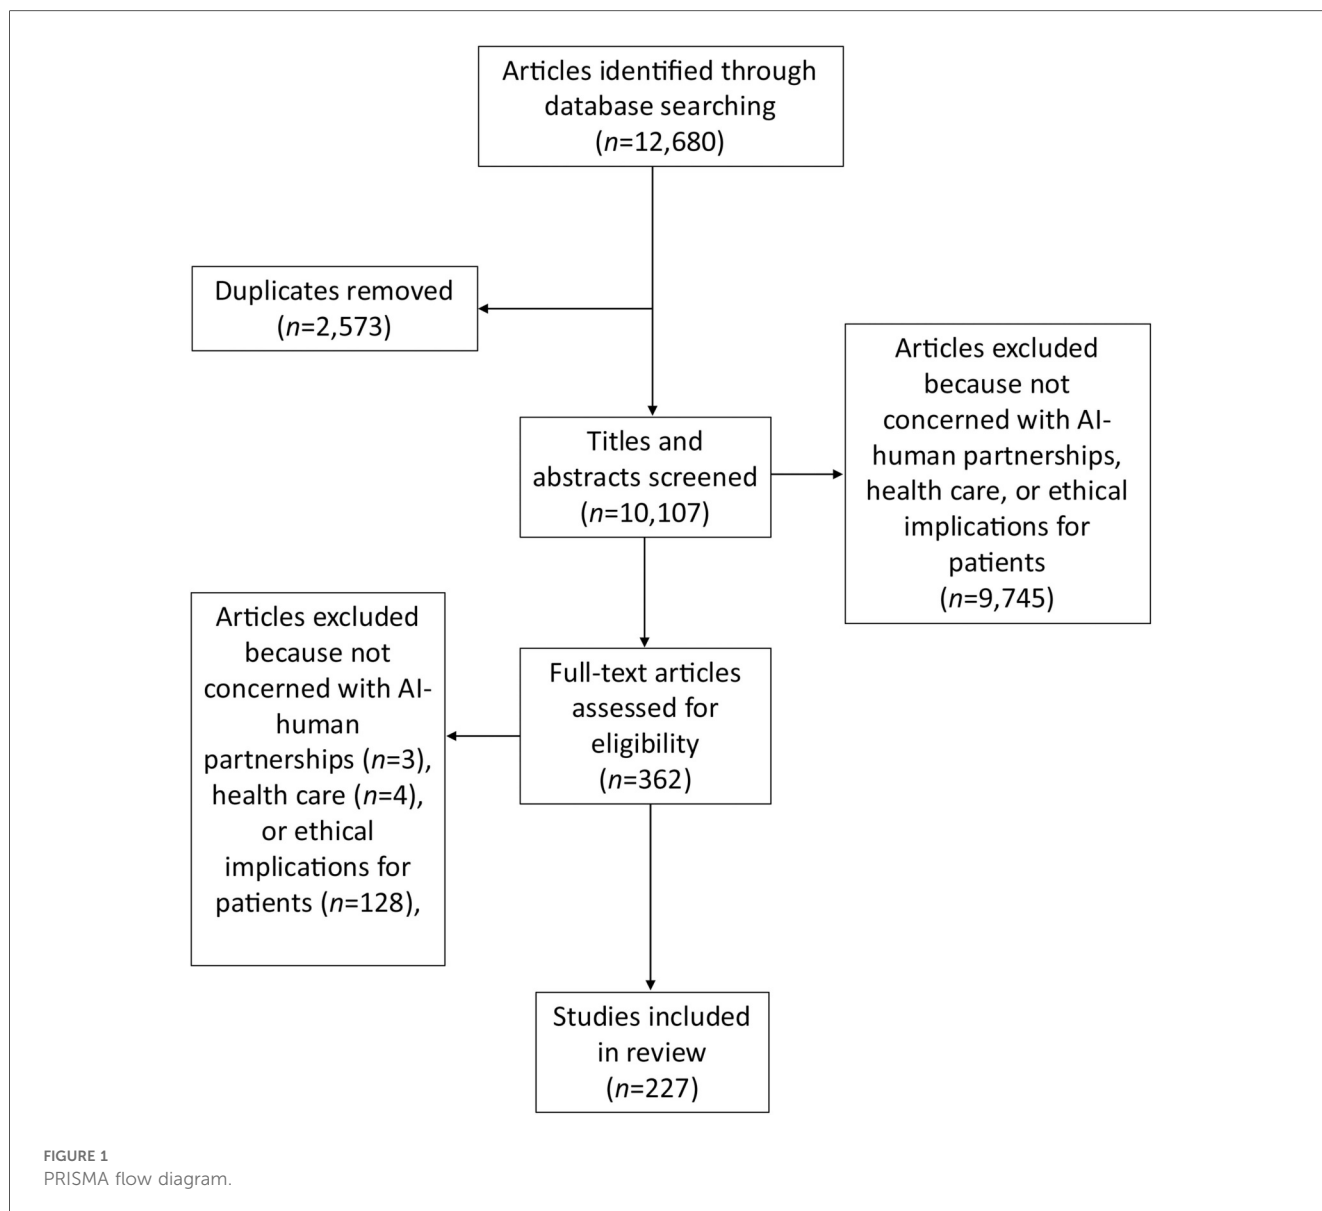 Articles identified through
database searching
(n=12,680)
Duplicates removed
(n=2,573)
Articles excluded
because not
concerned with AI-
human partnerships,
health care, or ethical
implications for
patients
(n=9,745)
Titles and
abstracts screened
(n=10,107)
Articles excluded
because not
concerned with AI-
human
partnerships (n=3),
health care (n=4),
or ethical
implications for
patients (n=128),
Full-text articles
assessed for
eligibility
(n=362)
Studies included
in review
(n=227)
FIGURE 1
PRISMA flow diagram.